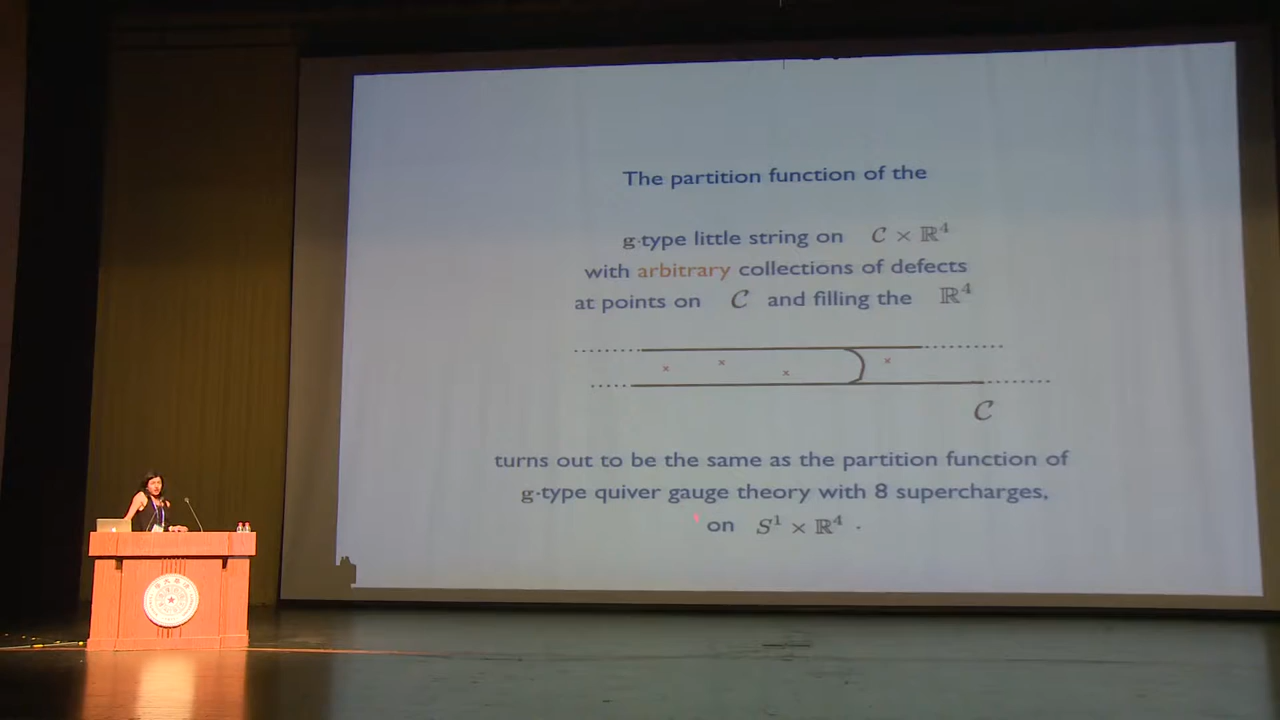 The partition function of the
g-type little string on C × ℝ⁴
with arbitrary collections of defects
at points on C and filling the ℝ⁴
× × × ×
C
turns out to be the same as the partition function of
g-type quiver gauge theory with 8 supercharges,
on S¹ × ℝ⁴ .